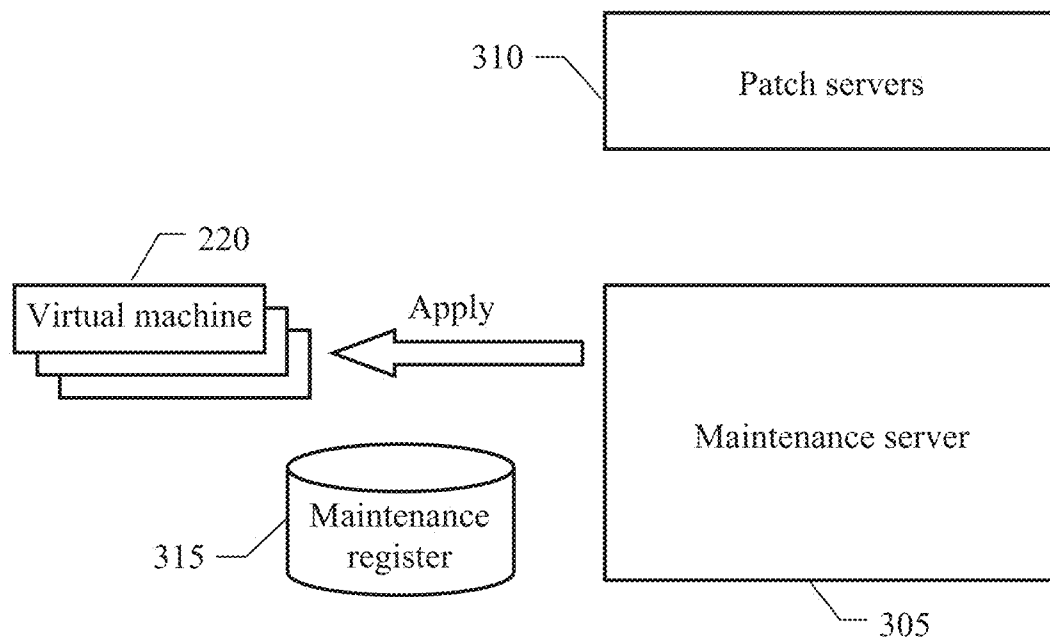 310
Patch servers
220
Virtual machine
Apply
Maintenance server
Maintenance
register
315
305